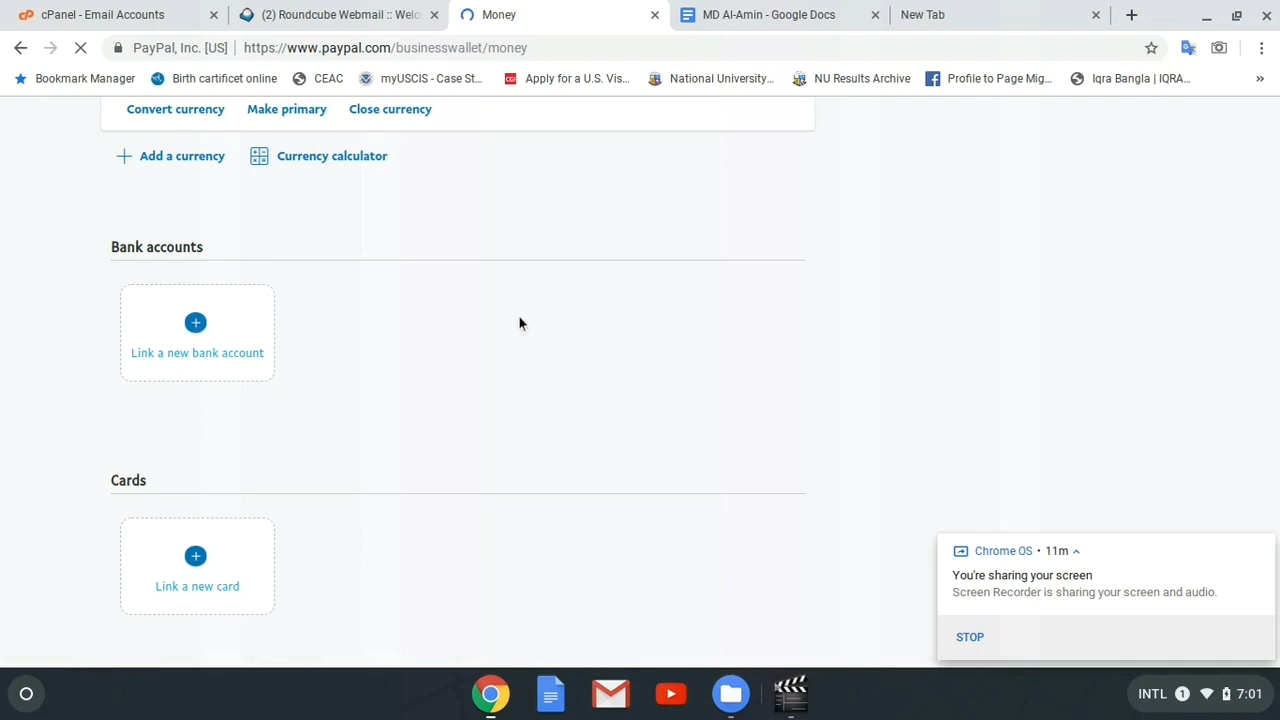 cPanel - Email Accounts
(2) Roundcube Webmail :: Welc
Money
MD Al-Amin - Google Docs
New Tab
PayPal, Inc. [US]
https://www.paypal.com/businesswallet/money
Bookmark Manager
Birth certificet online
CEAC
myUSCIS - Case St...
CGI
Apply for a U.S. Vis...
National University...
NU Results Archive
Profile to Page Mig...
Iqra Bangla | IQRA...
Convert currency
Make primary
Close currency
Add a currency
Currency calculator
Bank accounts
Link a new bank account
Cards
Link a new card
Chrome OS • 11m
You're sharing your screen
Screen Recorder is sharing your screen and audio.
STOP
INTL
1
7:01